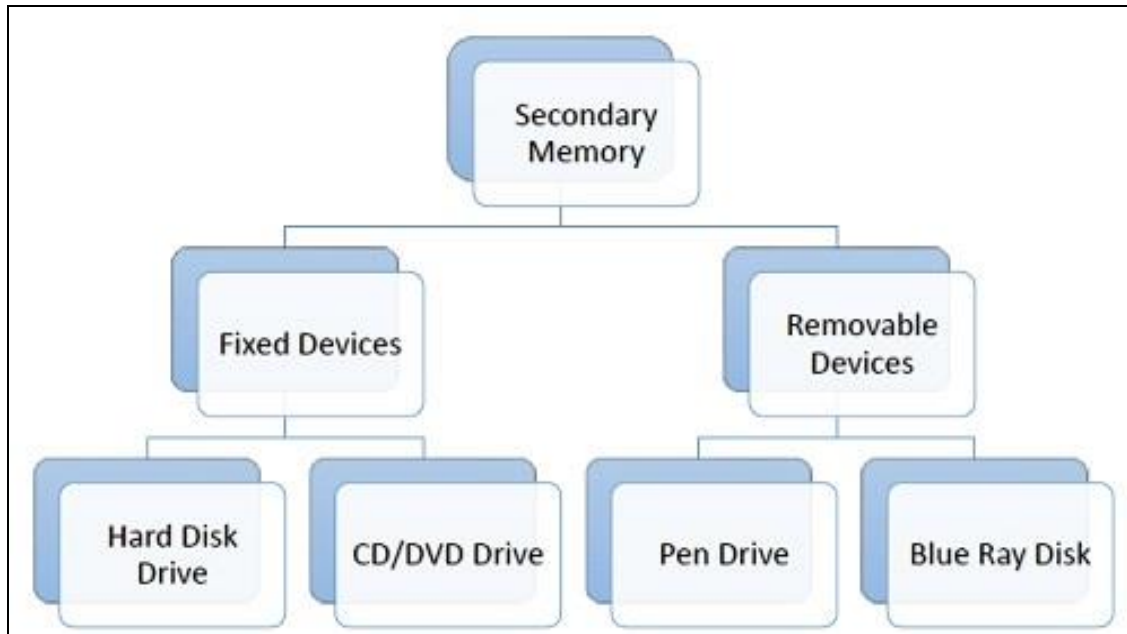 Secondary
Memory
Fixed Devices
Removable
Devices
Hard Disk
Drive
CD/DVD Drive
Pen Drive
Blue Ray Disk